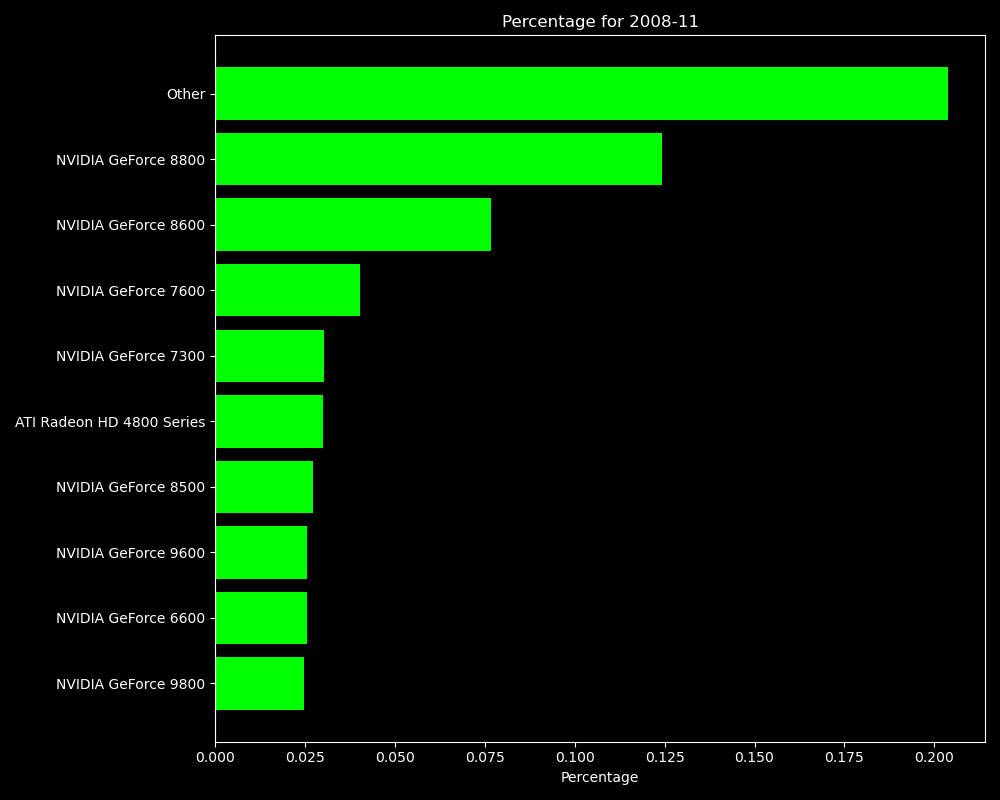 Percentage for 2008-11
Other
NVIDIA GeForce 8800
NVIDIA GeForce 8600
NVIDIA GeForce 7600
NVIDIA GeForce 7300
ATI Radeon HD 4800 Series
NVIDIA GeForce 8500
NVIDIA GeForce 9600
NVIDIA GeForce 6600
NVIDIA GeForce 9800
0.000 0.025 0.050 0.075 0.100 0.125 0.150 0.175 0.200
Percentage